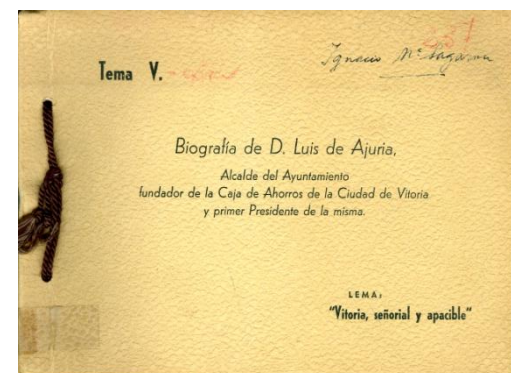 Ignacio Mª Sagarna
Tema V.
Biografía de D. Luis de Ajuria,
Alcalde del Ayuntamiento
fundador de la Caja de Ahorros de la Ciudad de Vitoria
y primer Presidente de la misma.
LEMA:
"Vitoria, señorial y apacible"